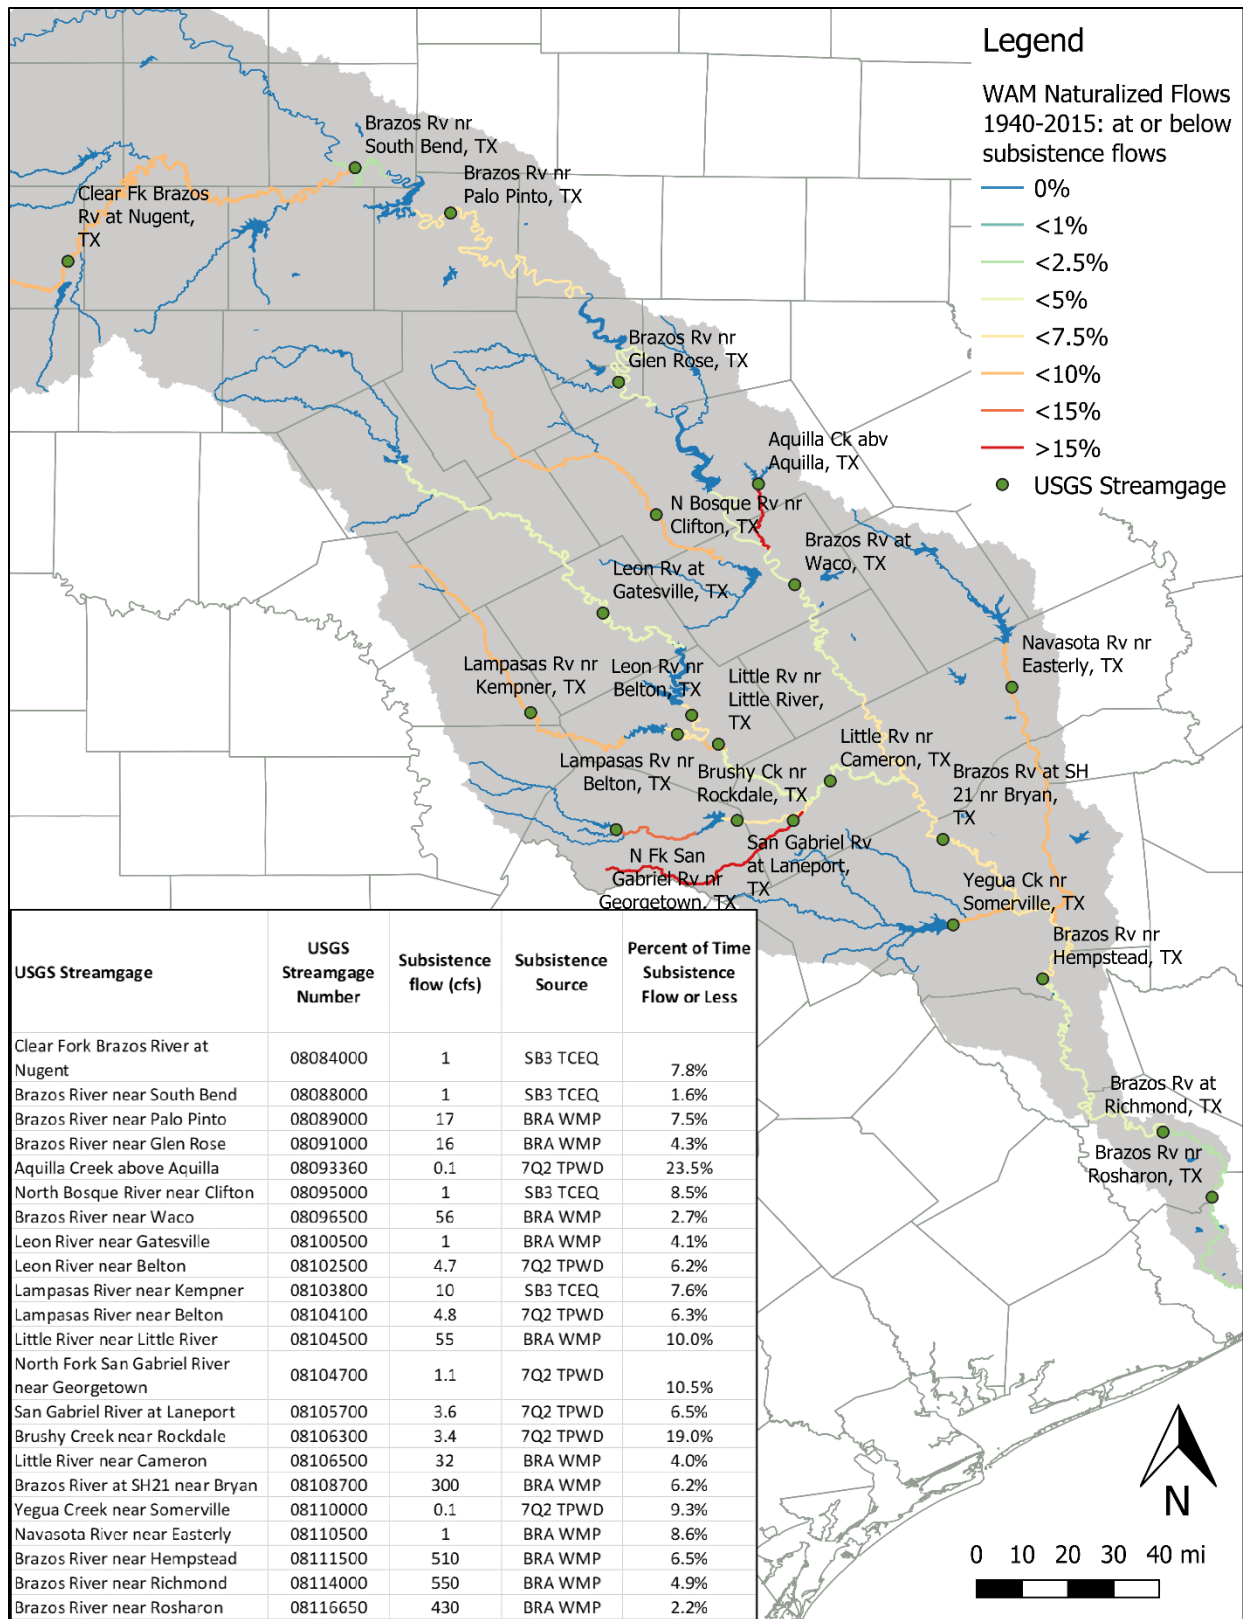 Legend
WAM Naturalized Flows
1940-2015: at or below
subsistence flows
0%
<1%
<2.5%
<5%
<7.5%
<10%
<15%
>15%
USGS Streamgage
Brazos Rv nr
South Bend, TX
Brazos Rv nr
Palo Pinto, TX
Clear Fk Brazos
Rv at Nugent,
TX
Brazos Rv nr
Glen Rose, TX
Aquilla Ck abv
Aquilla, TX
N Bosque Rv nr
Clifton, TX
Brazos Rv at
Waco, TX
Leon Rv at
Gatesville, TX
Navasota Rv nr
Easterly, TX
Lampasas Rv nr
Kempner, TX
Leon Rv nr
Belton, TX
Little Rv nr
Little River,
TX
Little Rv nr
Cameron, TX
Lampasas Rv nr
Belton, TX
Brushy Ck nr
Rockdale, TX
Brazos Rv at SH
21 nr Bryan,
TX
N Fk San
Gabriel Rv nr
Georgetown, TX
San Gabriel Rv
at Laneport,
TX
Yegua Ck nr
Somerville, TX
Brazos Rv nr
Hempstead, TX
Brazos Rv at
Richmond, TX
Brazos Rv nr
Rosharon, TX
USGS Streamgage USGS Streamgage Number Subsistence flow (cfs) Subsistence Source Percent of Time Subsistence Flow or Less
Clear Fork Brazos River at Nugent 08084000 1 SB3 TCEQ 7.8%
Brazos River near South Bend 08088000 1 SB3 TCEQ 1.6%
Brazos River near Palo Pinto 08089000 17 BRA WMP 7.5%
Brazos River near Glen Rose 08091000 16 BRA WMP 4.3%
Aquilla Creek above Aquilla 08093360 0.1 7Q2 TPWD 23.5%
North Bosque River near Clifton 08095000 1 SB3 TCEQ 8.5%
Brazos River near Waco 08096500 56 BRA WMP 2.7%
Leon River near Gatesville 08100500 1 BRA WMP 4.1%
Leon River near Belton 08102500 4.7 7Q2 TPWD 6.2%
Lampasas River near Kempner 08103800 10 SB3 TCEQ 7.6%
Lampasas River near Belton 08104100 4.8 7Q2 TPWD 6.3%
Little River near Little River 08104500 55 BRA WMP 10.0%
North Fork San Gabriel River near Georgetown 08104700 1.1 7Q2 TPWD 10.5%
San Gabriel River at Laneport 08105700 3.6 7Q2 TPWD 6.5%
Brushy Creek near Rockdale 08106300 3.4 7Q2 TPWD 19.0%
Little River near Cameron 08106500 32 BRA WMP 4.0%
Brazos River at SH21 near Bryan 08108700 300 BRA WMP 6.2%
Yegua Creek near Somerville 08110000 0.1 7Q2 TPWD 9.3%
Navasota River near Easterly 08110500 1 BRA WMP 8.6%
Brazos River near Hempstead 08111500 510 BRA WMP 6.5%
Brazos River near Richmond 08114000 550 BRA WMP 4.9%
Brazos River near Rosharon 08116650 430 BRA WMP 2.2%
N
0 10 20 30 40 mi